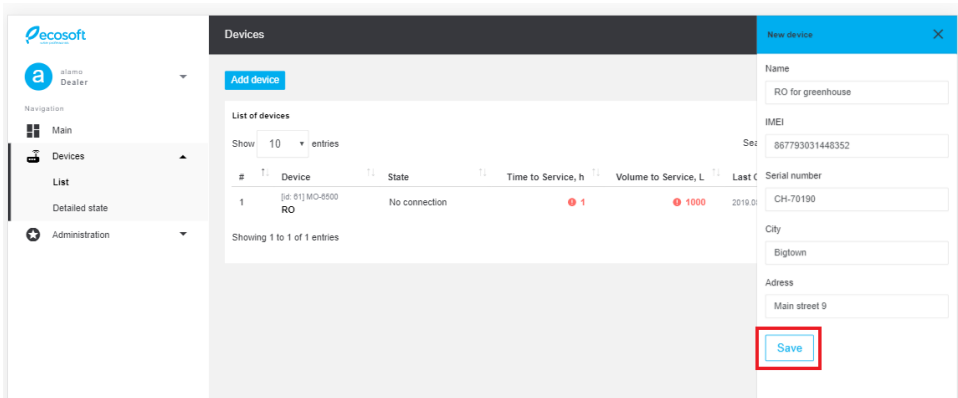 ecosoft
Devices
New device
a
alamo
Dealer
Navigation
Main
Devices
List
Detailed state
Administration
Add device
List of devices
Show 10 entries
Sea
# Device State Time to Service, h Volume to Service, L Last C
1 [id: 61] MO-6500 No connection 1 1000 2019.0
RO
Showing 1 to 1 of 1 entries
Name
RO for greenhouse
IMEI
867793031448352
Serial number
CH-70190
City
Bigtown
Adress
Main street 9
Save